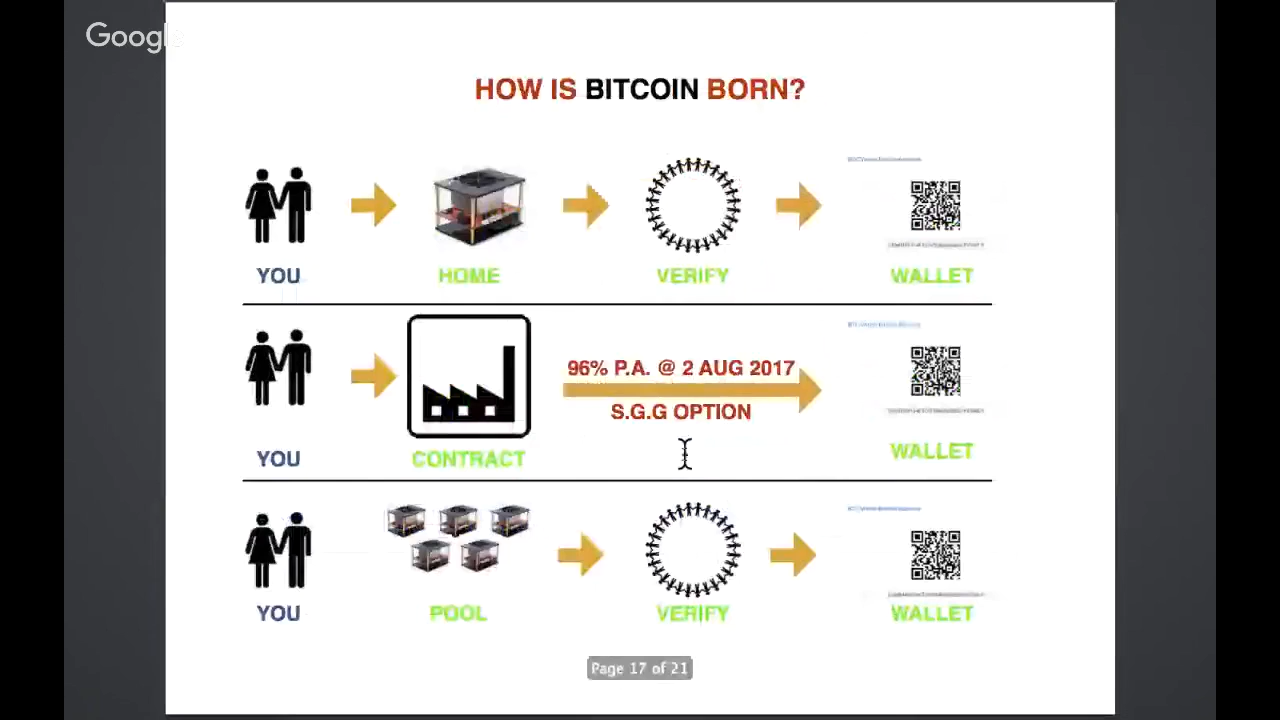 Google
HOW IS BITCOIN BORN?
YOU
HOME
VERIFY
WALLET
96% P.A. @ 2 AUG 2017
S.G.G OPTION
YOU
CONTRACT
WALLET
YOU
POOL
VERIFY
WALLET
Page 17 of 21